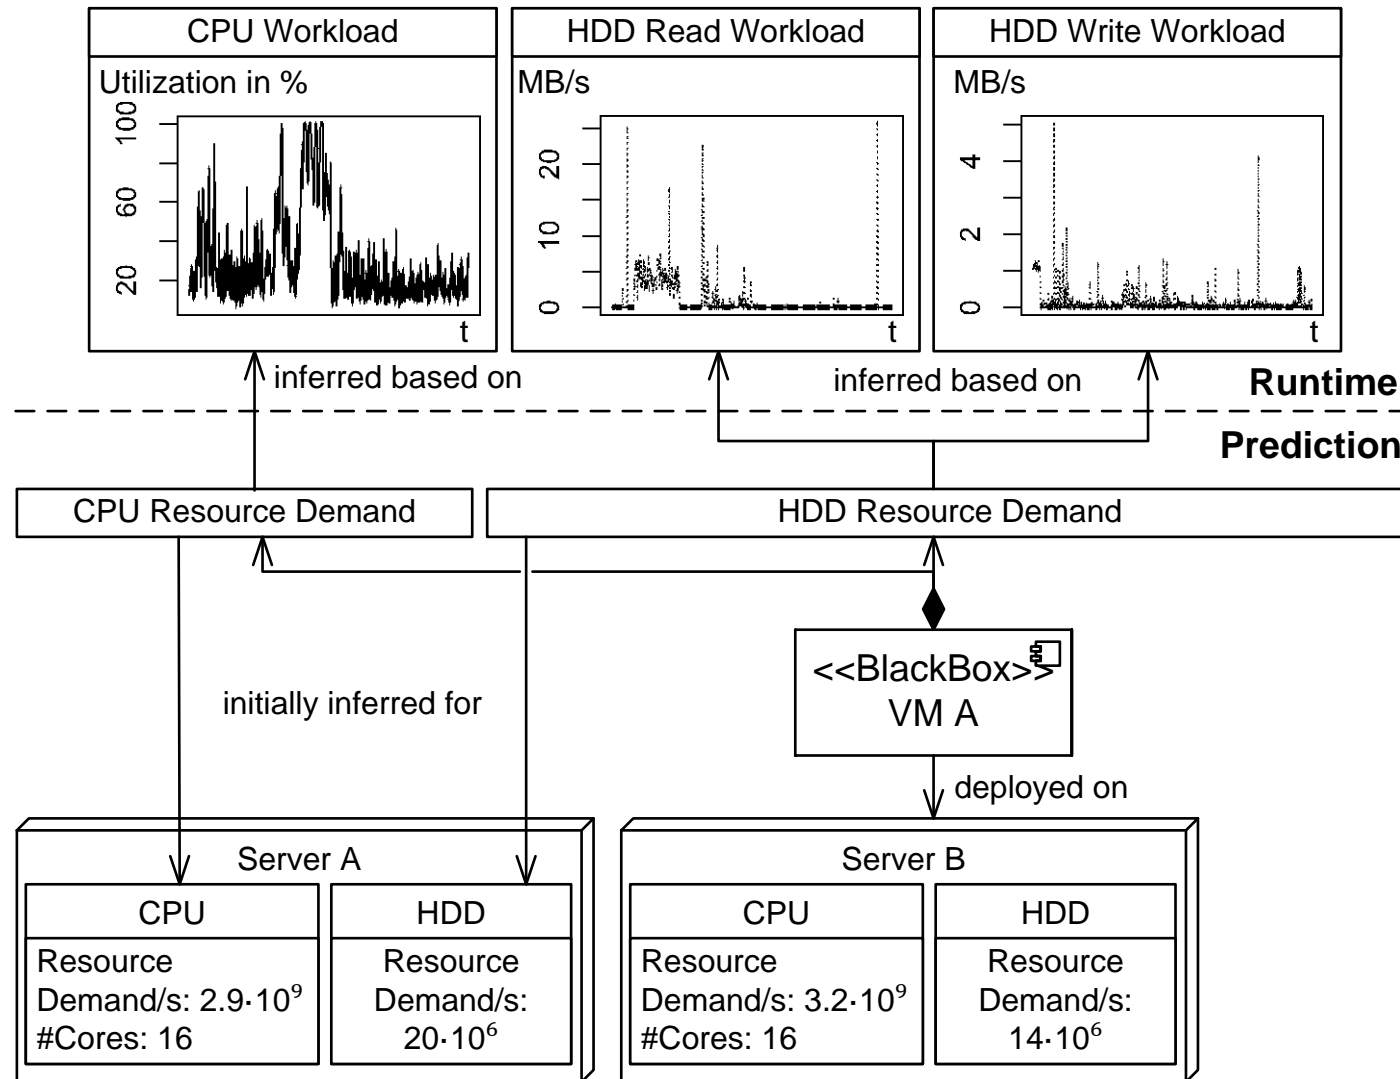 CPU Workload
HDD Read Workload
HDD Write Workload
Utilization in %
MB/s
MB/s
100
60
20
t
20
10
0
t
4
2
0
t
inferred based on
inferred based on
Runtime
Prediction
CPU Resource Demand
HDD Resource Demand
<<BlackBox>>
VM A
initially inferred for
deployed on
Server A
Server B
CPU
HDD
CPU
HDD
Resource
Demand/s: 2.9·10⁹
#Cores: 16
Resource
Demand/s:
20·10⁶
Resource
Demand/s: 3.2·10⁹
#Cores: 16
Resource
Demand/s:
14·10⁶